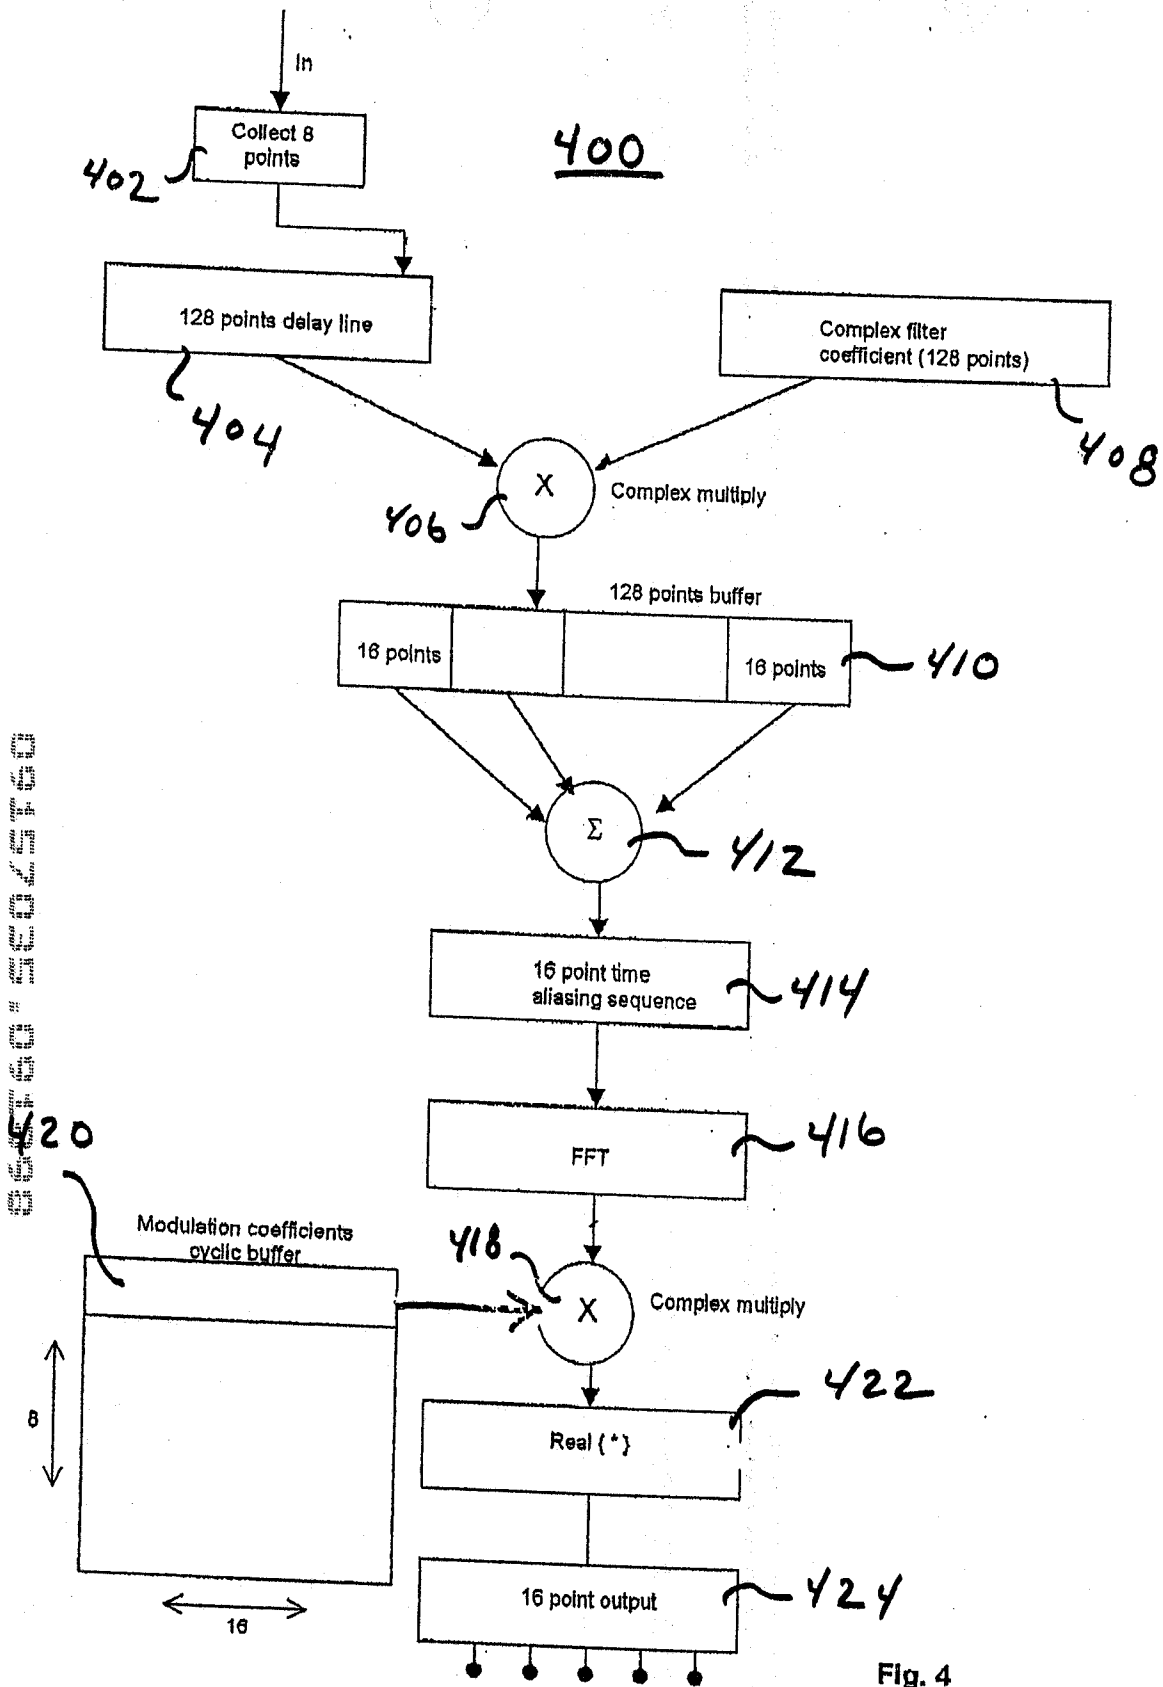 In
Collect 8
points
400
402
128 points delay line
Complex filter
coefficient (128 points)
404
408
X
Complex multiply
406
128 points buffer
16 points
16 points
410
Σ
412
16 point time
aliasing sequence
414
FFT
416
420
Modulation coefficients
cyclic buffer
418
X
Complex multiply
422
8
Real { * }
16 point output
424
16
Fig. 4
09157035.091998